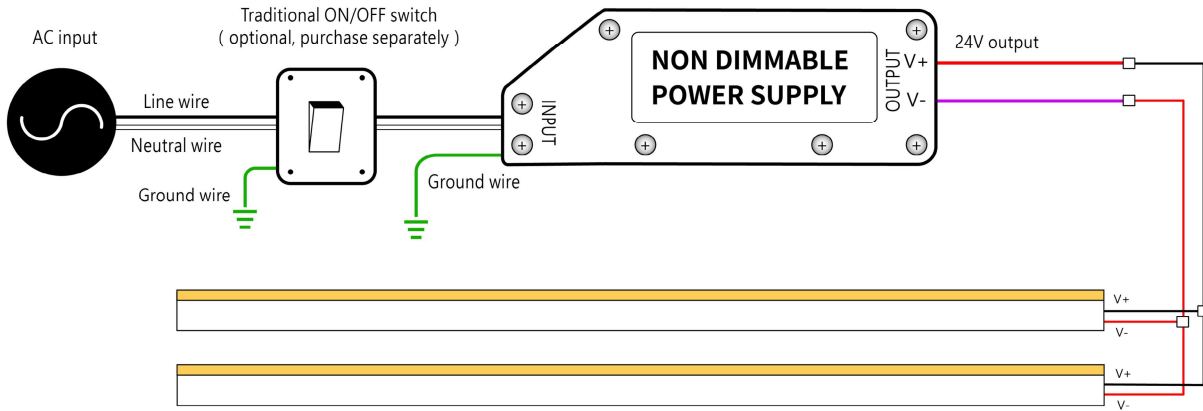 Traditional ON/OFF switch
( optional, purchase separately )
AC input
Line wire
Neutral wire
Ground wire
Ground wire
INPUT
NON DIMMABLE
POWER SUPPLY
OUTPUT
V+
V-
24V output
V+
V-
V+
V-